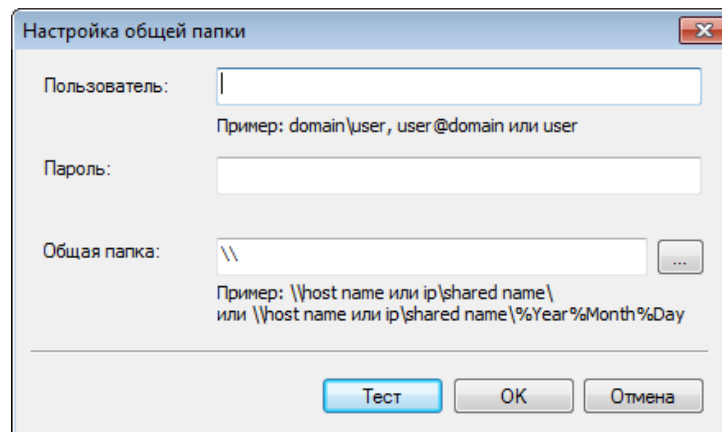 Настройка общей папки
Пользователь:
Пример: domain\user, user@domain или user
Пароль:
Общая папка: \\ ...
Пример: \\host name или ip\shared name\
или \\host name или ip\shared name\%Year%Month%Day
Тест OK Отмена